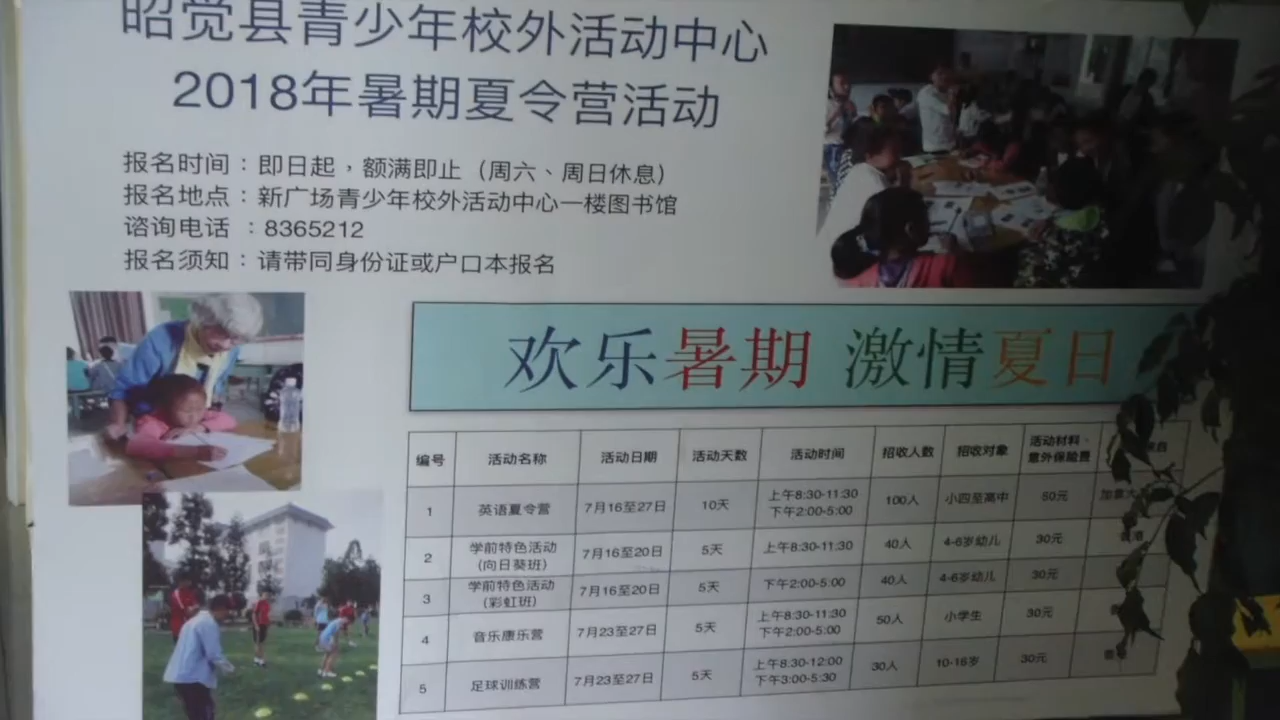 昭觉县青少年校外活动中心
2018年暑期夏令营活动
报名时间：即日起，额满即止（周六、周日休息）
报名地点：新广场青少年校外活动中心一楼图书馆
谘询电话：8365212
报名须知：请带同身份证或户口本报名
欢乐暑期 激情夏日
编号 活动名称 活动日期 活动天数 活动时间 招收人数 招收对象 活动材料、意外保险费
1 英语夏令营 7月16至27日 10天 上午8:30-11:30 下午2:00-5:00 100人 小四至高中 50元 加拿大
2 学前特色活动（向日葵班） 7月16至20日 5天 上午8:30-11:30 40人 4-6岁幼儿 30元
3 学前特色活动（彩虹班） 7月16至20日 5天 下午2:00-5:00 40人 4-6岁幼儿 30元
4 音乐康乐营 7月23至27日 5天 上午8:30-11:30 下午2:00-5:00 50人 小学生 30元
5 足球训练营 7月23至27日 5天 上午8:30-12:00 下午3:00-5:30 30人 10-16岁 30元